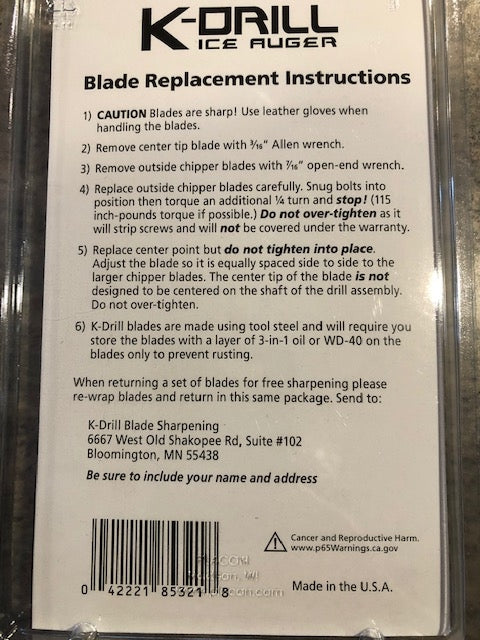 K-DRILL
ICE AUGER
Blade Replacement Instructions
1) CAUTION Blades are sharp! Use leather gloves when
handling the blades.
2) Remove center tip blade with 3/16" Allen wrench.
3) Remove outside chipper blades with 7/16" open-end wrench.
4) Replace outside chipper blades carefully. Snug bolts into
position then torque an additional ¼ turn and stop! (115
inch-pounds torque if possible.) Do not over-tighten as it
will strip screws and will not be covered under the warranty.
5) Replace center point but do not tighten into place.
Adjust the blade so it is equally spaced side to side to the
larger chipper blades. The center tip of the blade is not
designed to be centered on the shaft of the drill assembly.
Do not over-tighten.
6) K-Drill blades are made using tool steel and will require you
store the blades with a layer of 3-in-1 oil or WD-40 on the
blades only to prevent rusting.
When returning a set of blades for free sharpening please
re-wrap blades and return in this same package. Send to:
K-Drill Blade Sharpening
6667 West Old Shakopee Rd, Suite #102
Bloomington, MN 55438
Be sure to include your name and address
Cancer and Reproductive Harm.
www.p65Warnings.ca.gov
0 42221 85321 8
Made in the U.S.A.